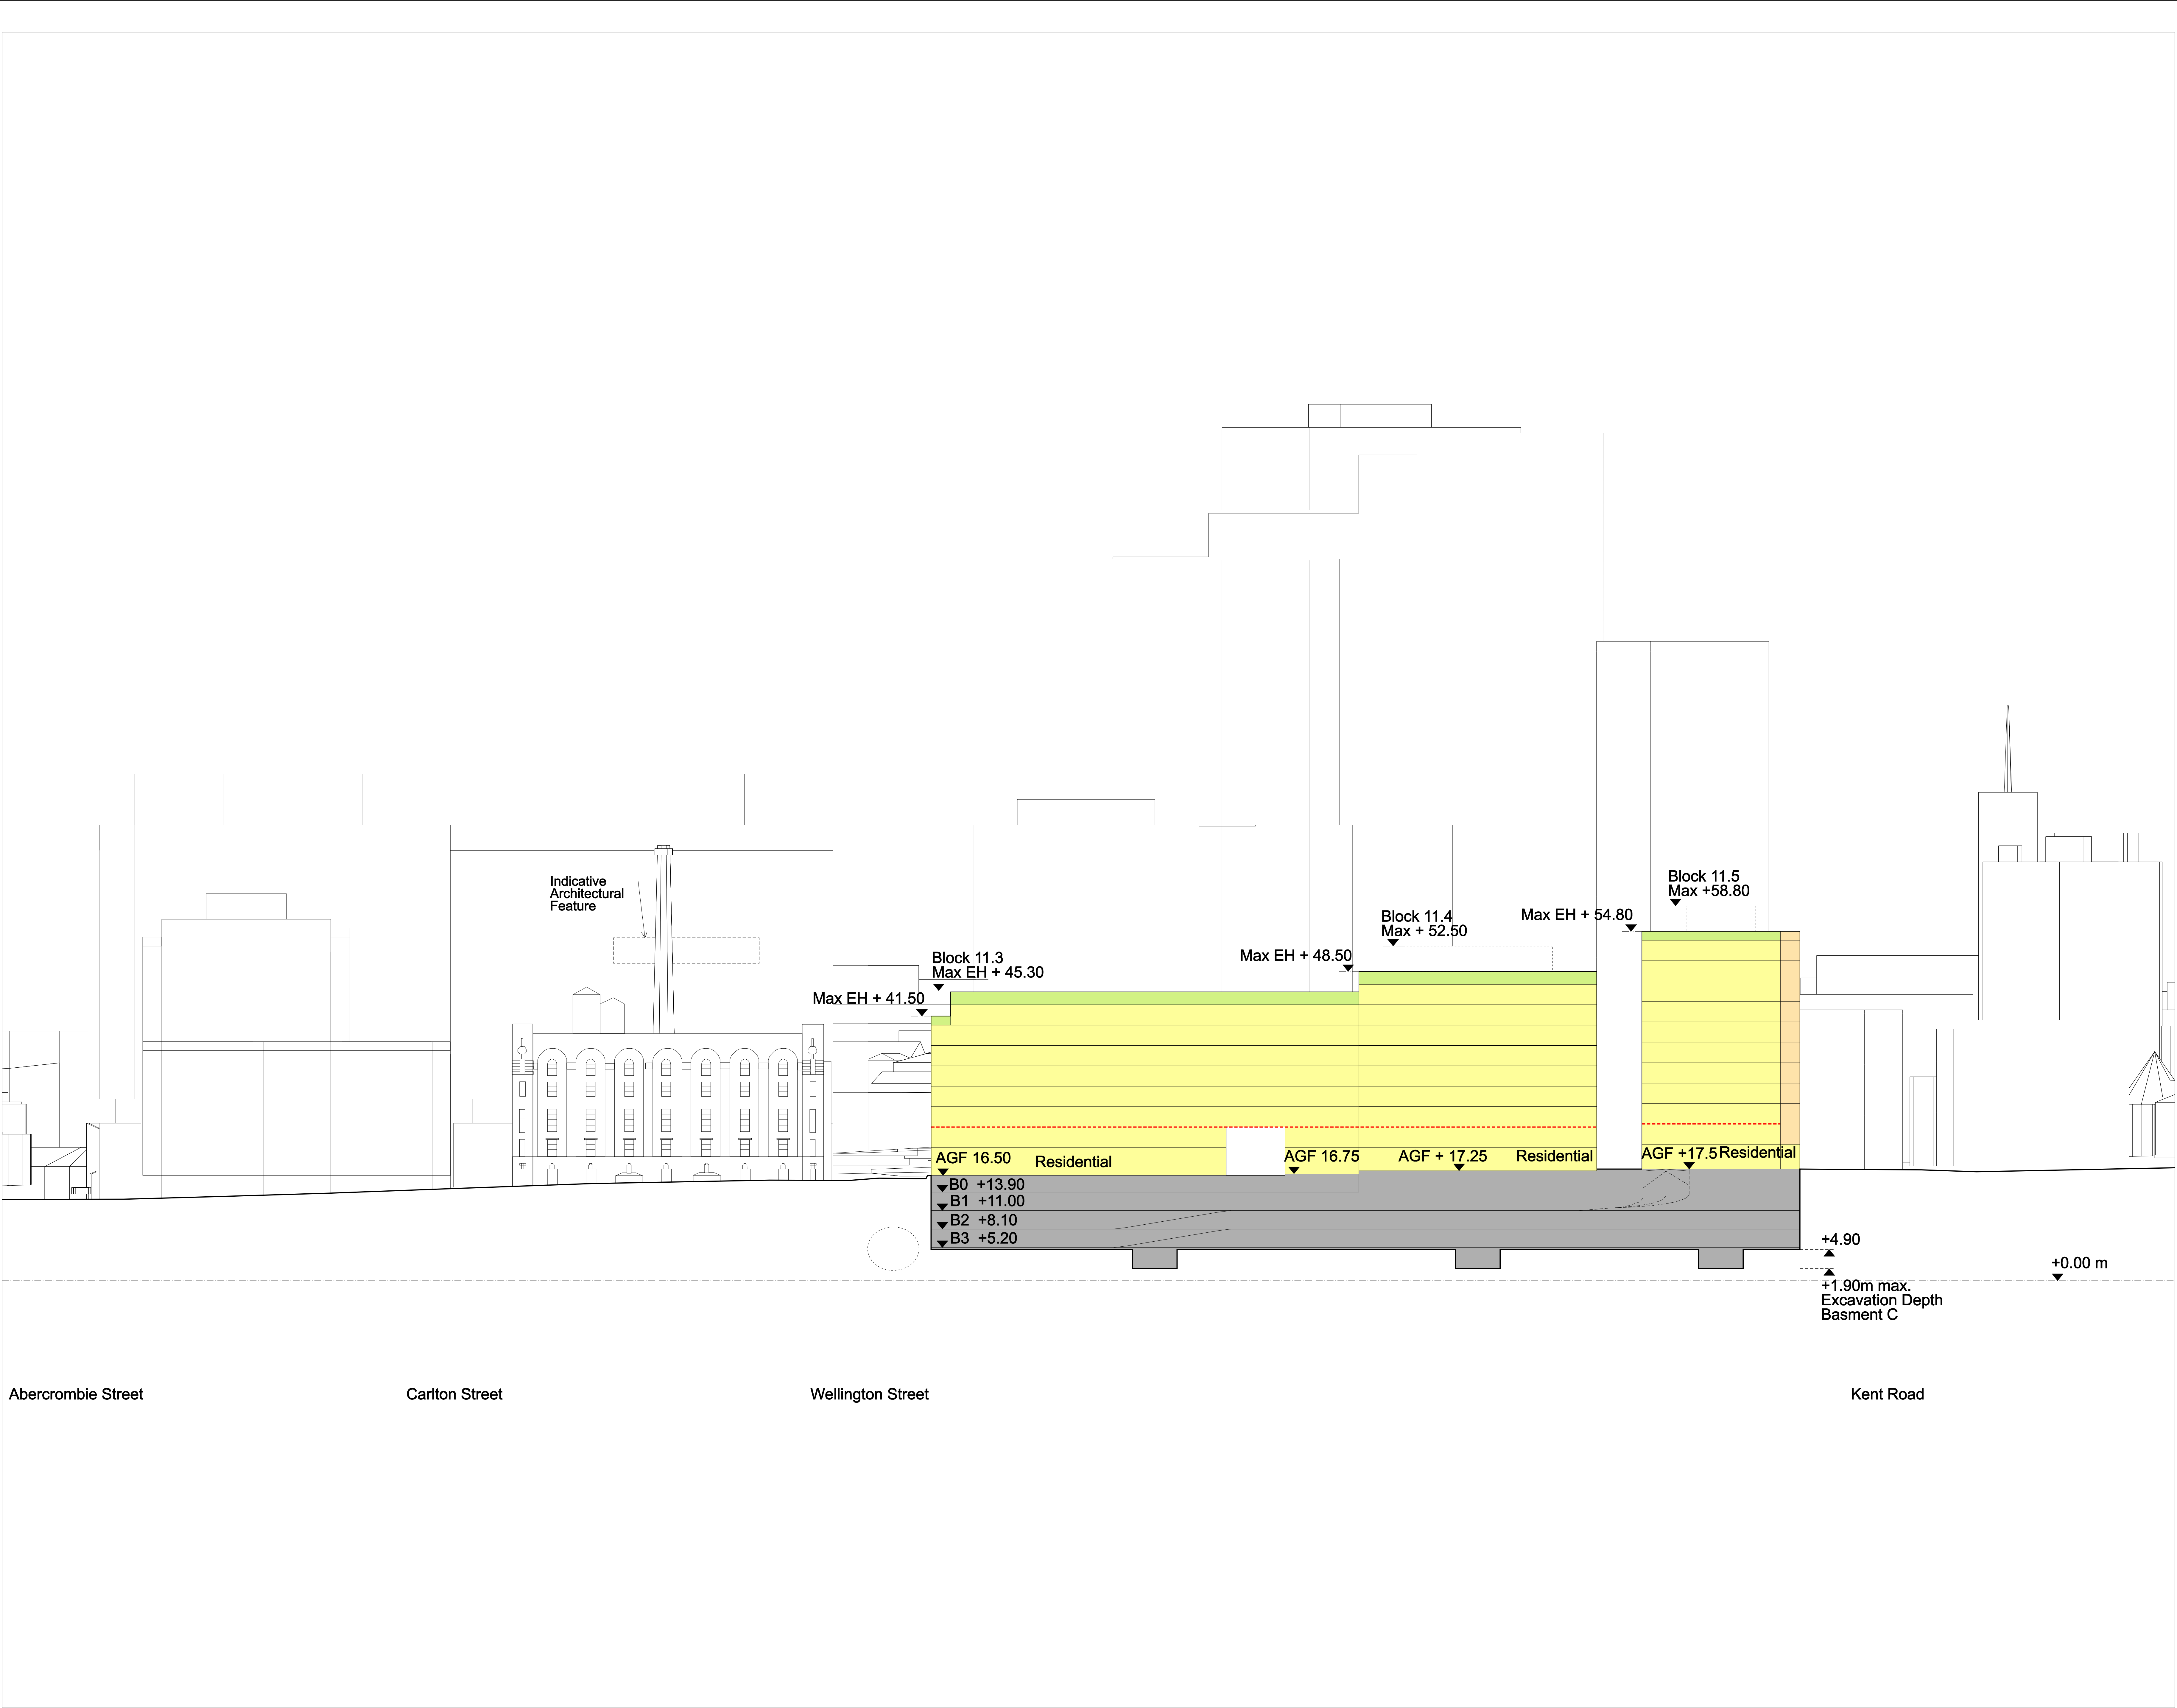 Block 11.5
Max +58.80
Indicative
Architectural
Feature
Block 11.4
Max + 52.50
Max EH + 54.80
Block 11.3
Max EH + 45.30
Max EH + 48.50
Max EH + 41.50
AGF 16.50
Residential
AGF 16.75
AGF + 17.25
Residential
AGF +17.5
Residential
B0 +13.90
B1 +11.00
B2 +8.10
B3 +5.20
+4.90
+0.00 m
+1.90m max.
Excavation Depth
Basment C
Abercrombie Street
Carlton Street
Wellington Street
Kent Road